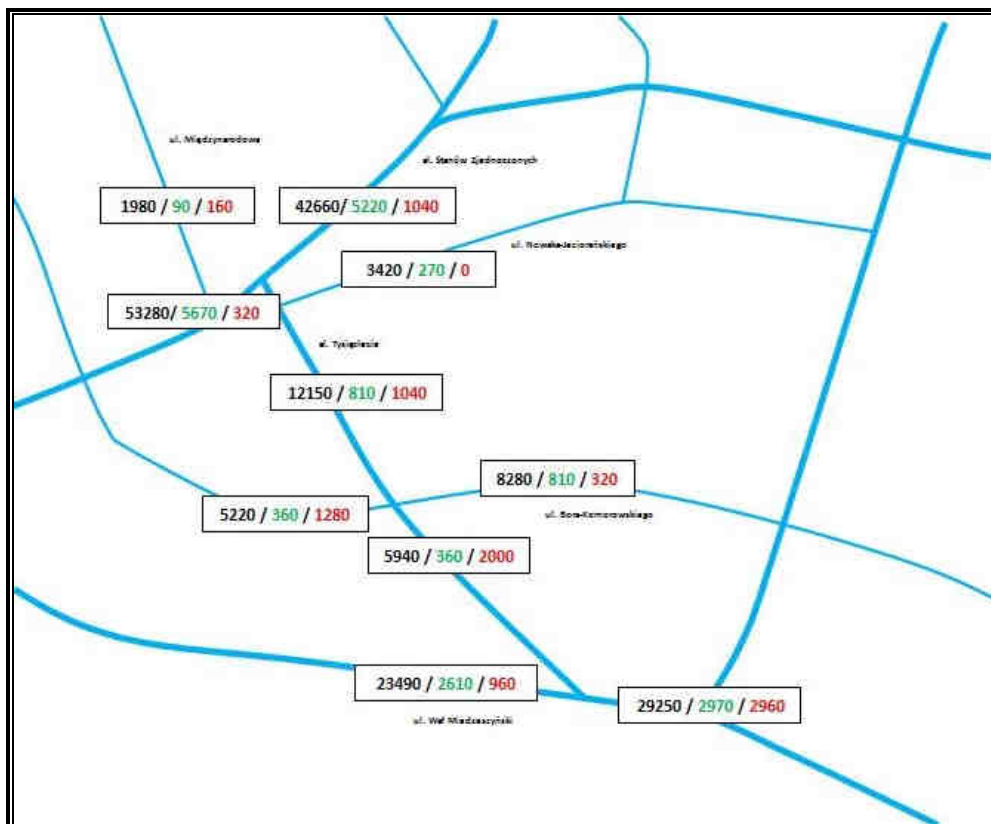 ul. Międzynarodowa
al. Stanów Zjednoczonych
1980 / 90 / 160
42660/ 5220 / 1040
ul. Nowaka-Jeziorańskiego
3420 / 270 / 0
53280/ 5670 / 320
al. Tysiąclecia
12150 / 810 / 1040
8280 / 810 / 320
5220 / 360 / 1280
ul. Bora-Komorowskiego
5940 / 360 / 2000
23490 / 2610 / 960
29250 / 2970 / 2960
ul. Wał Miedzeszyński